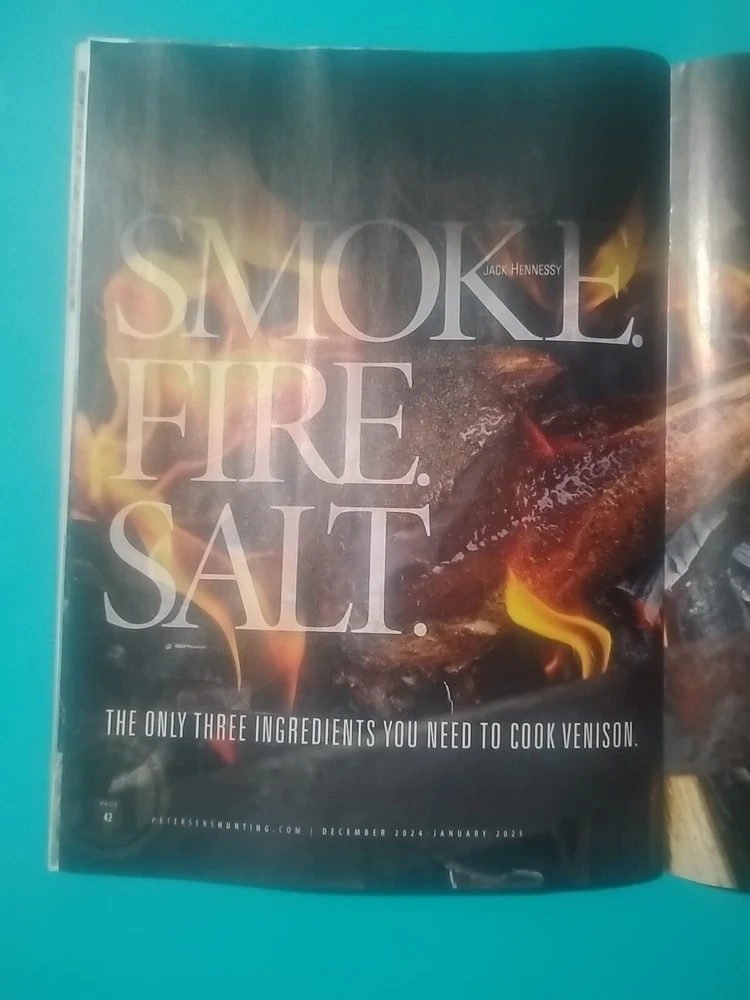 SMOKE.
JACK HENNESSY
FIRE.
SALT.
THE ONLY THREE INGREDIENTS YOU NEED TO COOK VENISON.
PAGE
42
PETERSENSHUNTING.COM | DECEMBER 2024-JANUARY 2025